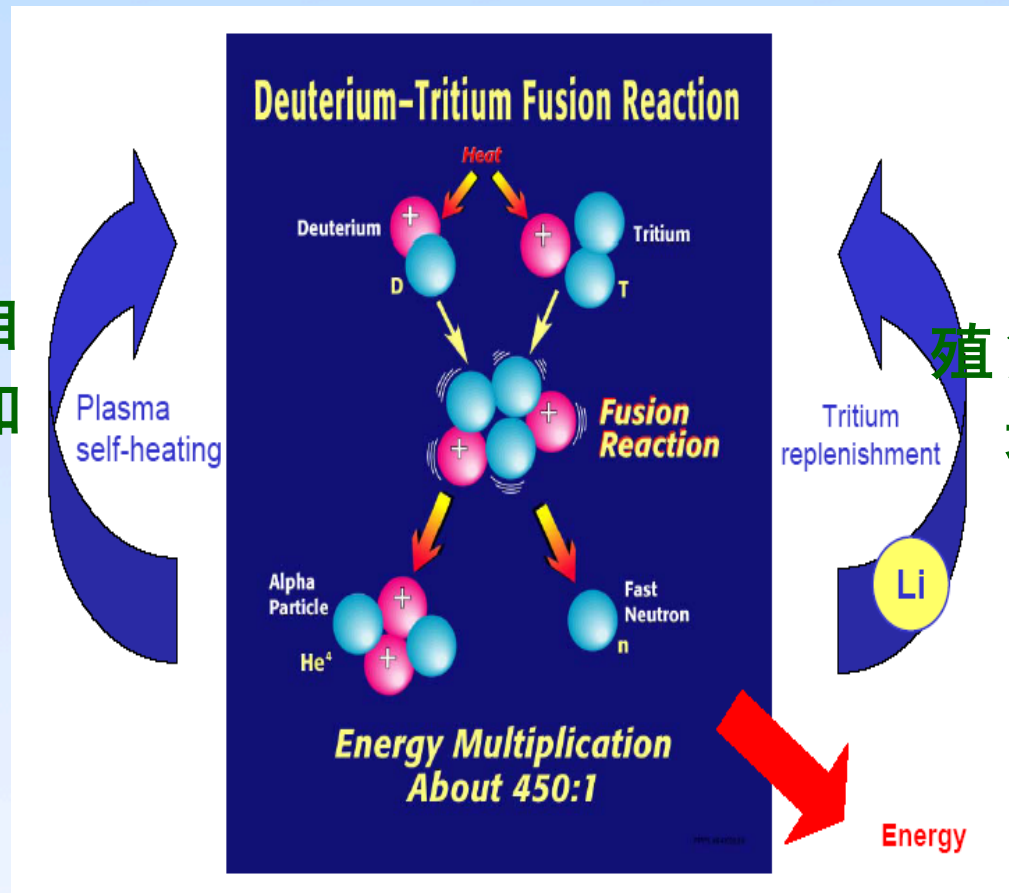 Deuterium–Tritium Fusion Reaction
Heat
Deuterium
Tritium
D
T
Plasma
self-heating
Fusion
Reaction
Tritium
replenishment
殖
Li
Alpha
Particle
Fast
Neutron
He⁴
n
Energy Multiplication
About 450:1
Energy